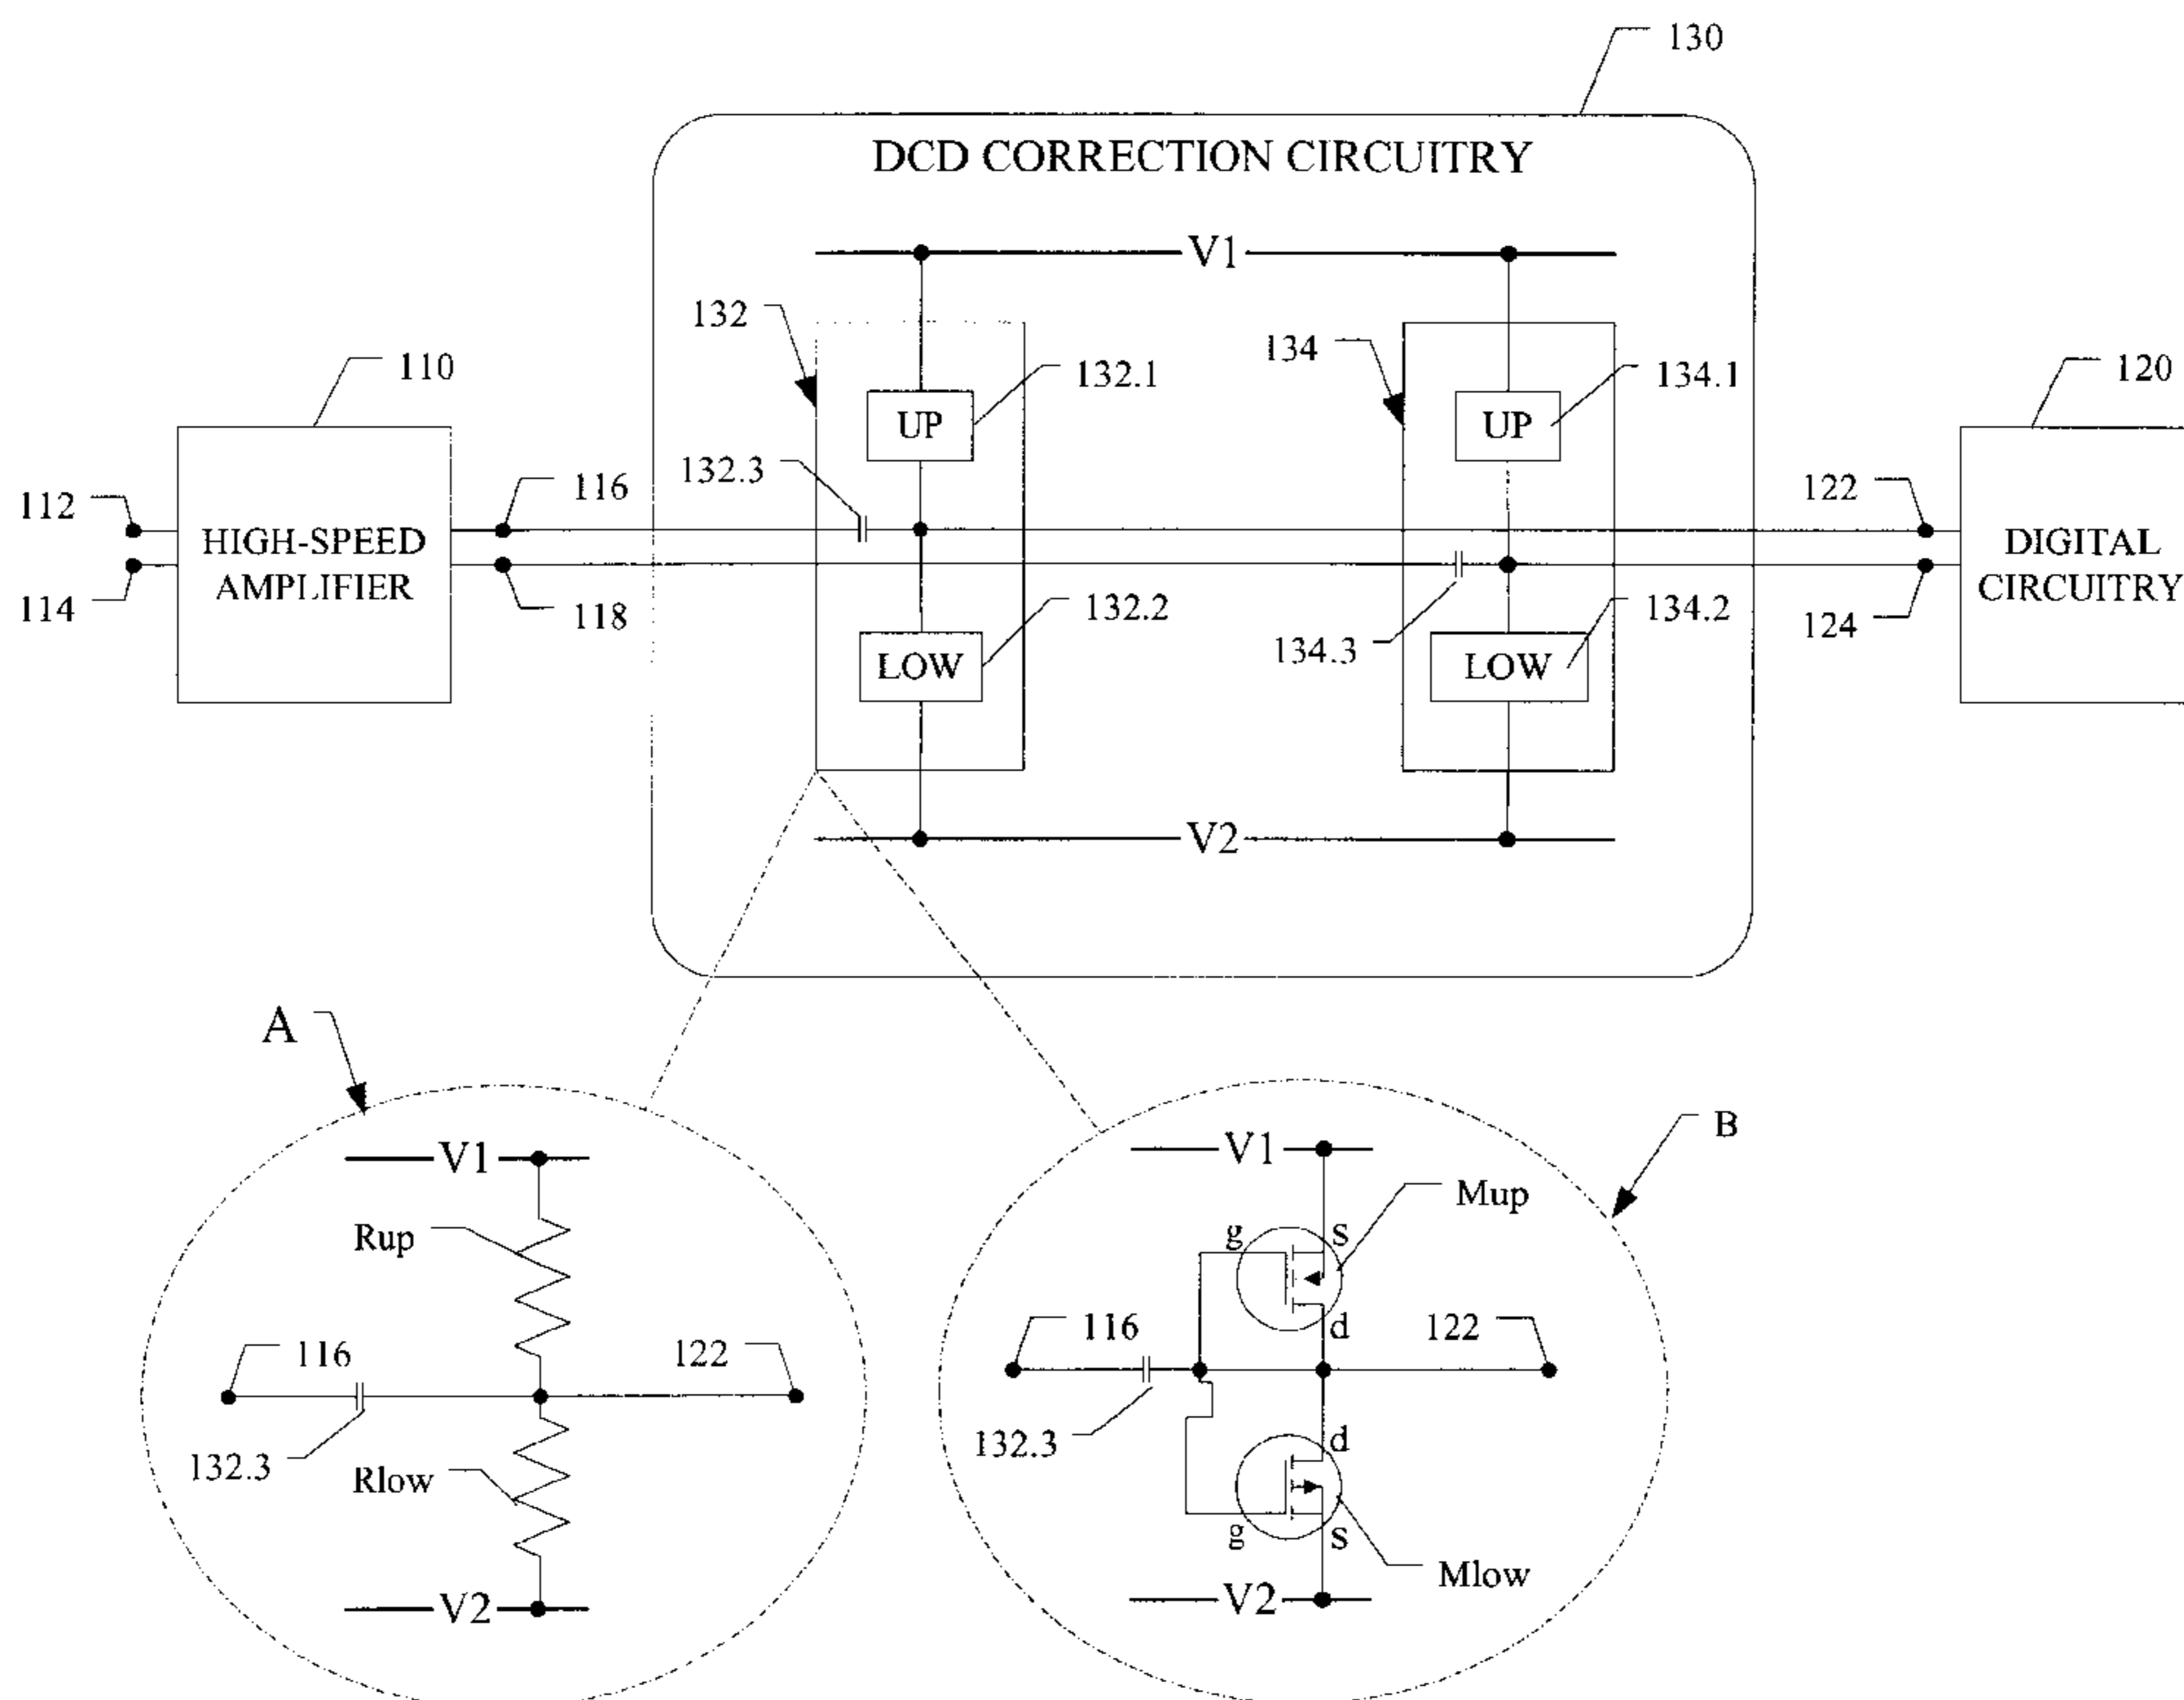 130
DCD CORRECTION CIRCUITRY
V1
132
134
110
132.1
134.1
120
UP
UP
132.3
112
116
122
HIGH-SPEED
AMPLIFIER
DIGITAL
CIRCUITRY
114
118
132.2
134.2
124
134.3
LOW
LOW
V2
A
B
V1
Rup
116
122
132.3
Rlow
V2
V1
Mup
g
s
d
116
122
132.3
d
g
s
Mlow
V2